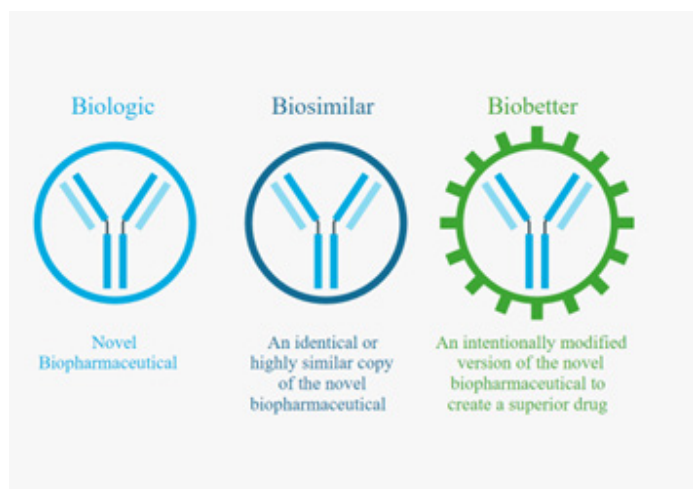 Biologic
Biosimilar
Biobetter
Novel
Biopharmaceutical
An identical or
highly similar copy
of the novel
biopharmaceutical
An intentionally modified
version of the novel
biopharmaceutical to
create a superior drug